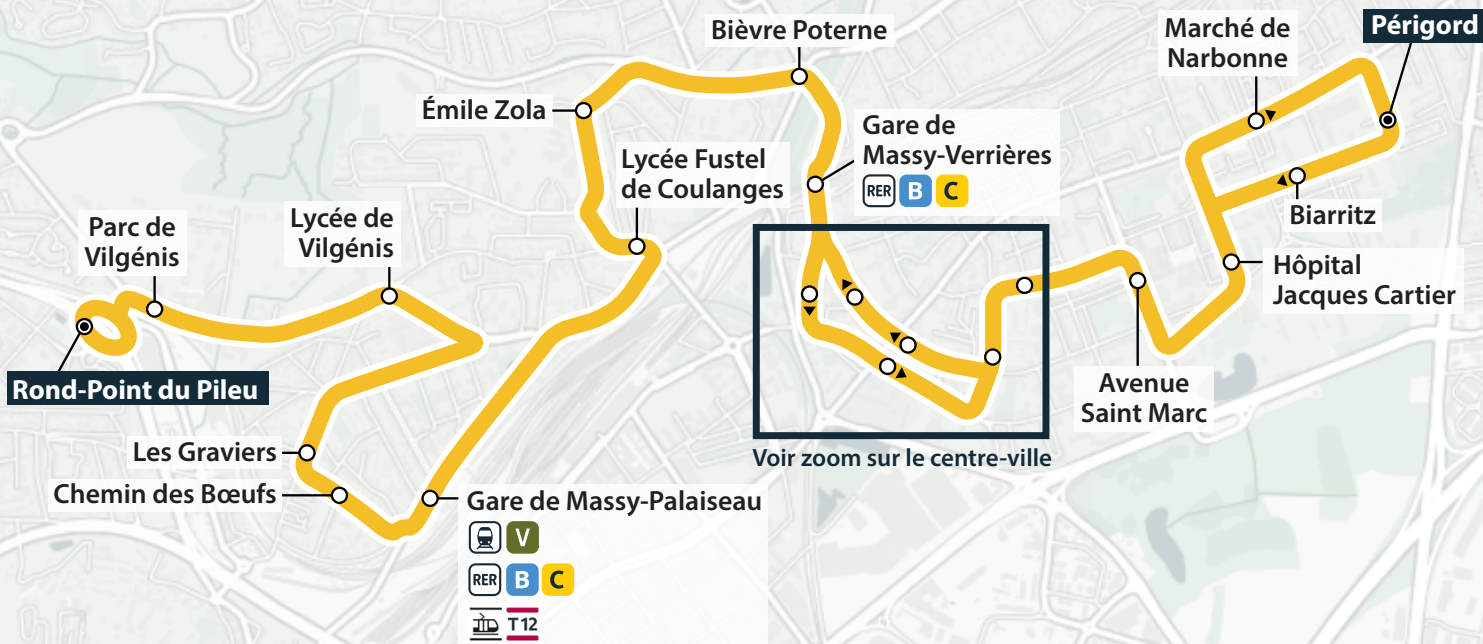 Bièvre Poterne
Marché de
Narbonne
Périgord
Émile Zola
Gare de
Massy-Verrières
RER B C
Lycée Fustel
de Coulanges
Parc de
Vilgénis
Lycée de
Vilgénis
Biarritz
Hôpital
Jacques Cartier
Rond-Point du Pileu
Avenue
Saint Marc
Voir zoom sur le centre-ville
Les Graviers
Chemin des Bœufs
Gare de Massy-Palaiseau
V
RER B C
T12